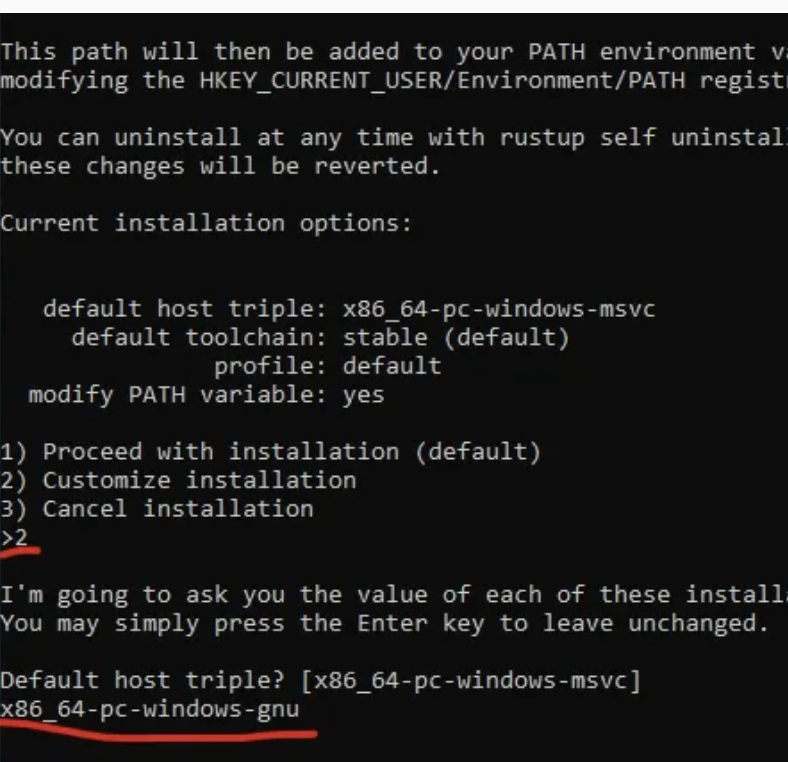 This path will then be added to your PATH environment
modifying the HKEY_CURRENT_USER/Environment/PATH
You can uninstall at any time with rustup self
these changes will be reverted.
Current installation options:
default host triple: x86_64-pc-windows-msvc
default toolchain: stable (default)
profile: default
modify PATH variable: yes
1) Proceed with installation (default)
2) Customize installation
3) Cancel installation
>2
I'm going to ask you the value of each of these
You may simply press the Enter key to leave unchanged.
Default host triple? [x86_64-pc-windows-msvc]
x86_64-pc-windows-gnu